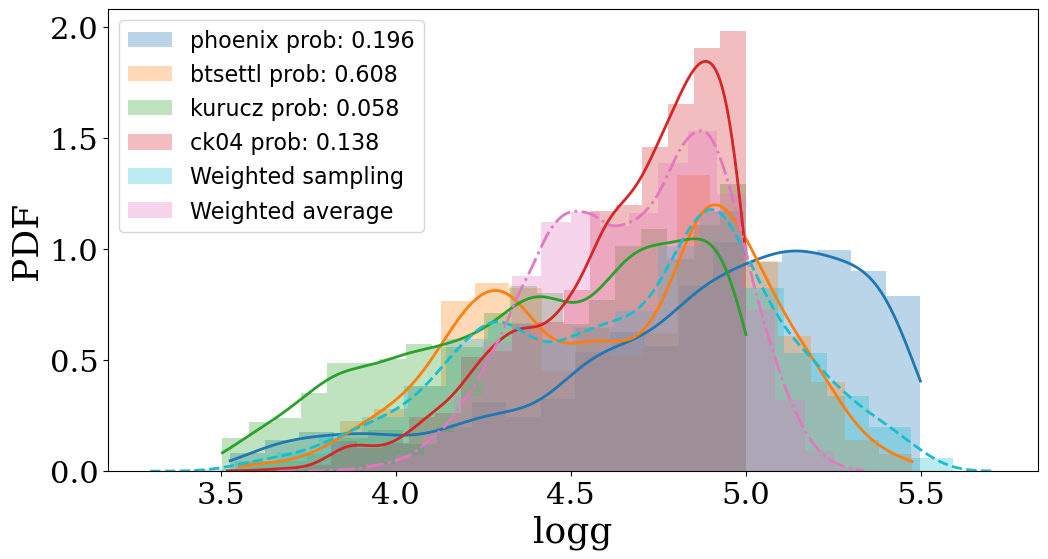 2.0
1.5
1.0
0.5
0.0
PDF
phoenix prob: 0.196
btsettl prob: 0.608
kurucz prob: 0.058
ck04 prob: 0.138
Weighted sampling
Weighted average
3.5 4.0 4.5 5.0 5.5
logg